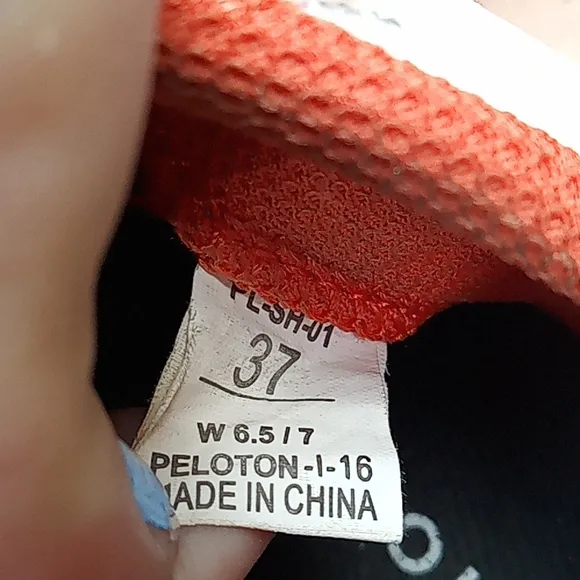 PL-SH-01
37
W 6.5 / 7
PELOTON-I-16
MADE IN CHINA